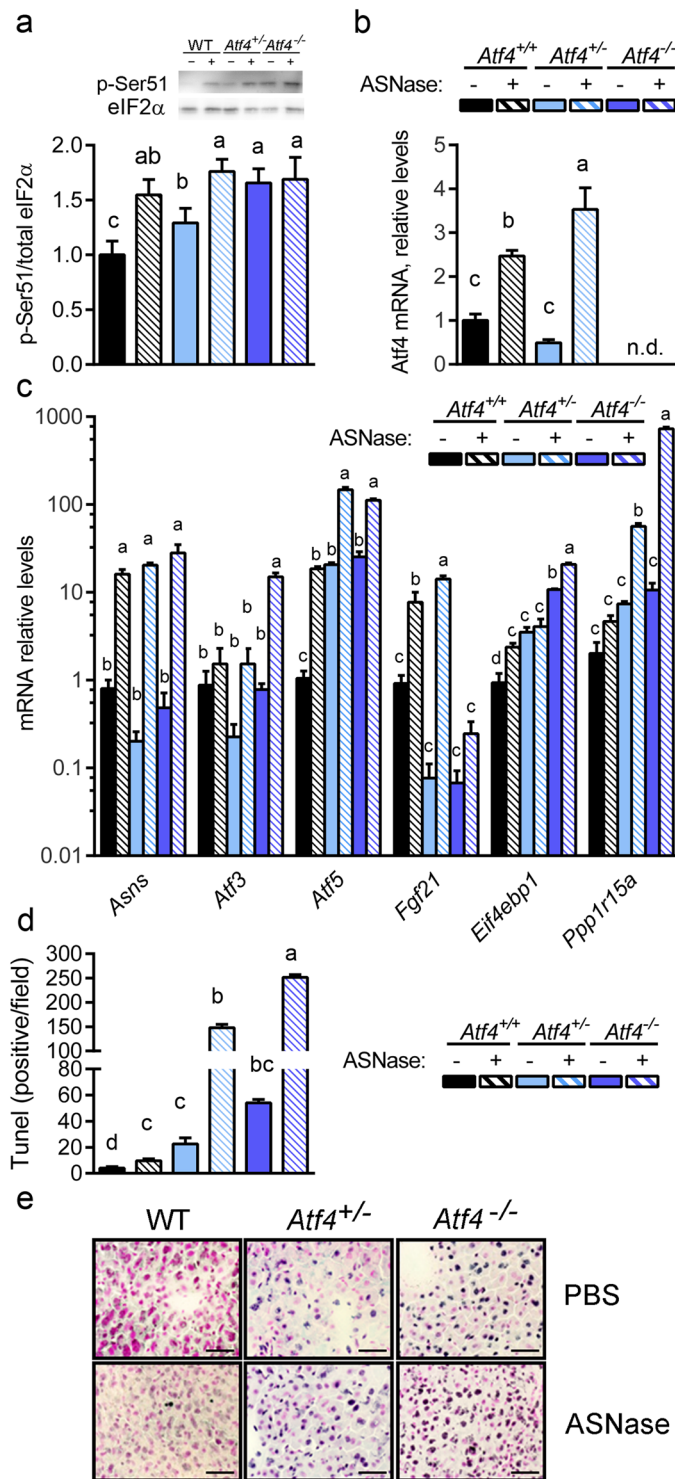 a
WT Atf4+/- Atf4-/-
- + - + - +
p-Ser51
eIF2α
p-Ser51/total eIF2α
2.0
1.5
1.0
0.5
0.0
c ab b a a a
b
Atf4+/+ Atf4+/- Atf4-/-
ASNase: - + - + - +
Atf4 mRNA, relative levels
5
4
3
2
1
0
c b c a n.d.
c
Atf4+/+ Atf4+/- Atf4-/-
ASNase: - + - + - +
mRNA relative levels
1000
100
10
1
0.1
0.01
b a b a b a
b b b b b a
c b b a b a
c b c a c c
d c c c b a
c c c b c a
Asns Atf3 Atf5 Fgf21 Eif4ebp1 Ppp1r15a
d
Tunel (positive/field)
300
250
200
150
100
80
60
40
20
0
d c c b bc a
Atf4+/+ Atf4+/- Atf4-/-
ASNase: - + - + - +
e
WT Atf4+/- Atf4-/-
PBS
ASNase